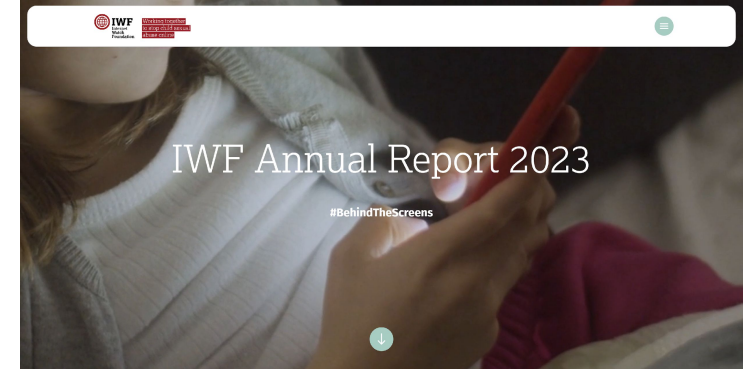 IWF
Internet
Watch
Foundation
Working together
to stop child sexual
abuse online
IWF Annual Report 2023
#BehindTheScreens